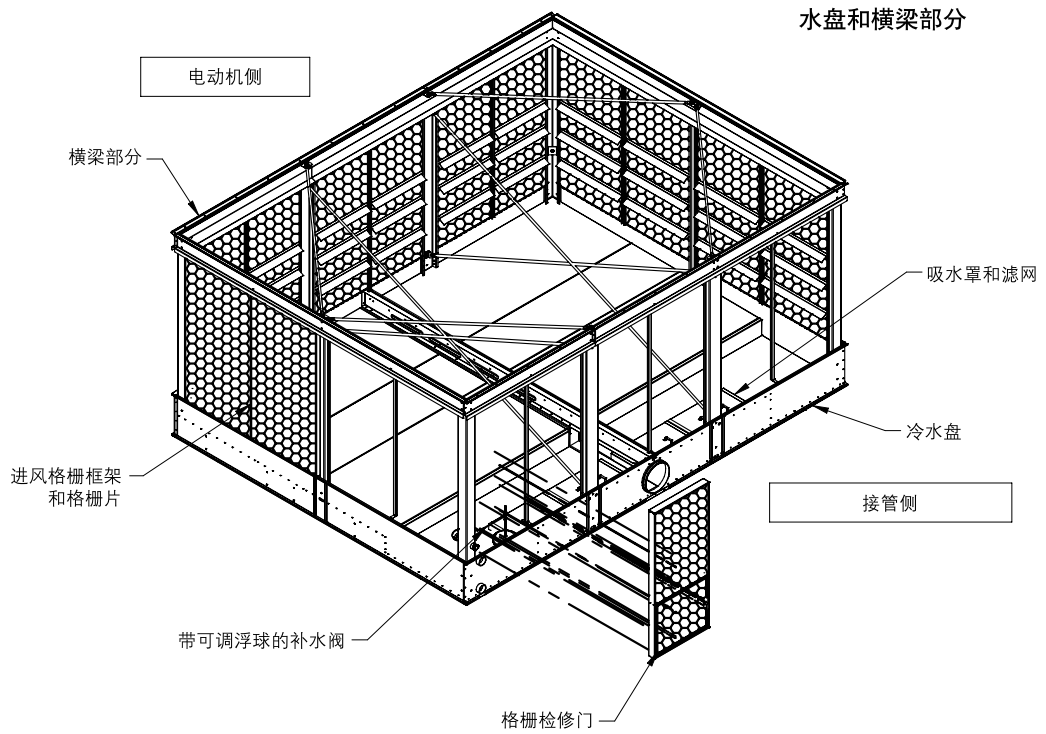 水盘和横梁部分
电动机侧
横梁部分
吸水罩和滤网
冷水盘
进风格栅框架
和格栅片
接管侧
带可调浮球的补水阀
格栅检修门